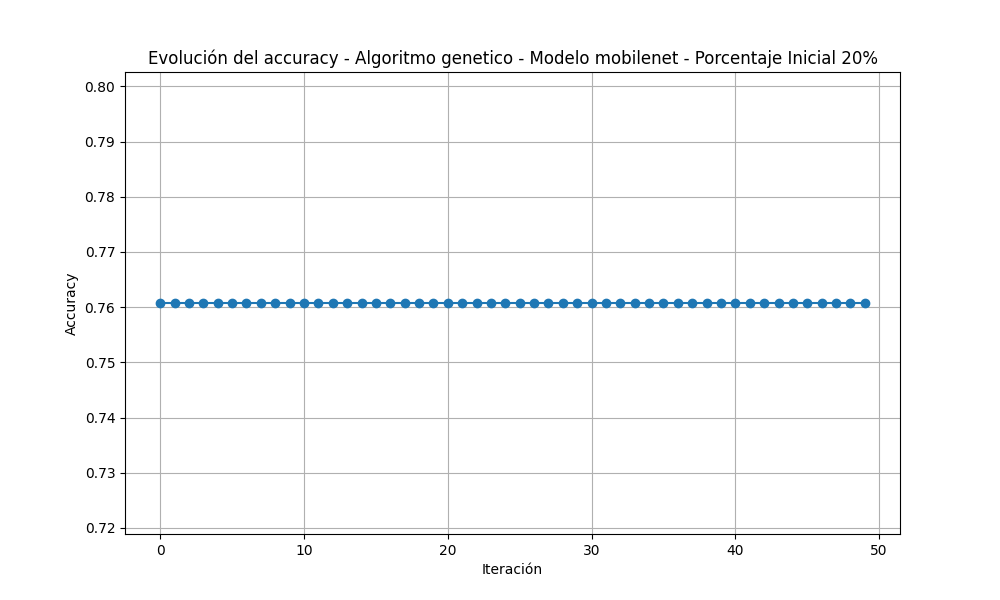 Evolución del accuracy - Algoritmo genetico - Modelo mobilenet - Porcentaje Inicial 20%
0.80
0.79
0.78
0.77
0.76
0.75
0.74
0.73
0.72
Accuracy
0 10 20 30 40 50
Iteración